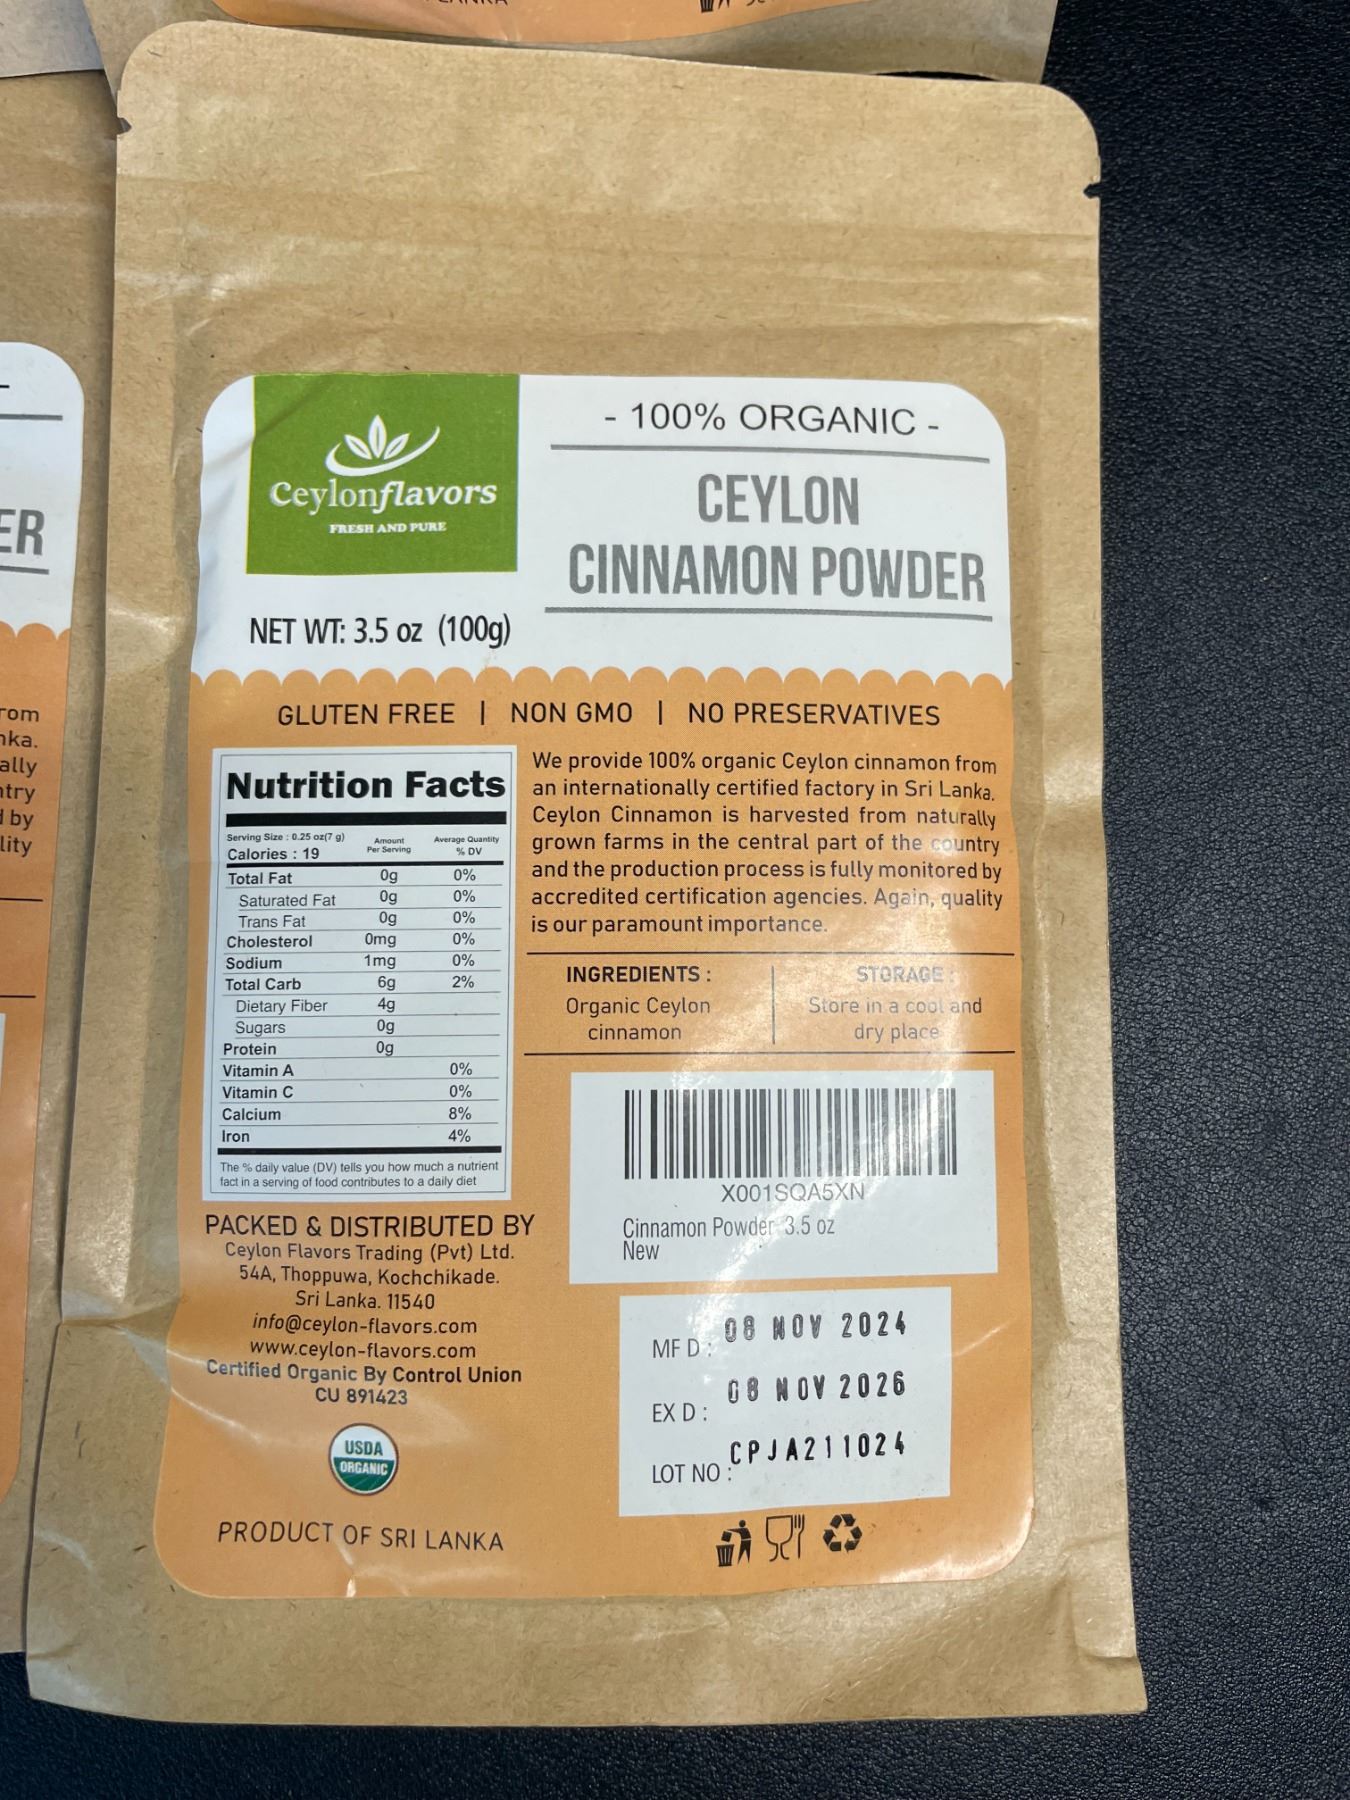 LANKA
- 100% ORGANIC -
CEYLON
CINNAMON POWDER
Ceylonflavors
FRESH AND PURE
NET WT: 3.5 oz (100g)
GLUTEN FREE | NON GMO | NO PRESERVATIVES
Nutrition Facts
Serving Size : 0.25 oz(7 g)
Calories : 19
Amount
Per Serving
Average Quantity
% DV
Total Fat 0g 0%
Saturated Fat 0g 0%
Trans Fat 0g 0%
Cholesterol 0mg 0%
Sodium 1mg 0%
Total Carb 6g 2%
Dietary Fiber 4g
Sugars 0g
Protein 0g
Vitamin A 0%
Vitamin C 0%
Calcium 8%
Iron 4%
The % daily value (DV) tells you how much a nutrient
fact in a serving of food contributes to a daily diet
We provide 100% organic Ceylon cinnamon from
an internationally certified factory in Sri Lanka.
Ceylon Cinnamon is harvested from naturally
grown farms in the central part of the country
and the production process is fully monitored by
accredited certification agencies. Again, quality
is our paramount importance.
INGREDIENTS :
Organic Ceylon
cinnamon
STORAGE :
Store in a cool and
dry place
X001SQA5XN
Cinnamon Powder 3.5 oz
New
PACKED & DISTRIBUTED BY
Ceylon Flavors Trading (Pvt) Ltd.
54A, Thoppuwa, Kochchikade.
Sri Lanka. 11540
info@ceylon-flavors.com
www.ceylon-flavors.com
Certified Organic By Control Union
CU 891423
USDA
ORGANIC
PRODUCT OF SRI LANKA
MF D : 08 NOV 2024
EX D : 08 NOV 2026
LOT NO : CPJA211024
ER
rom
nka.
ally
ntry
d by
lity